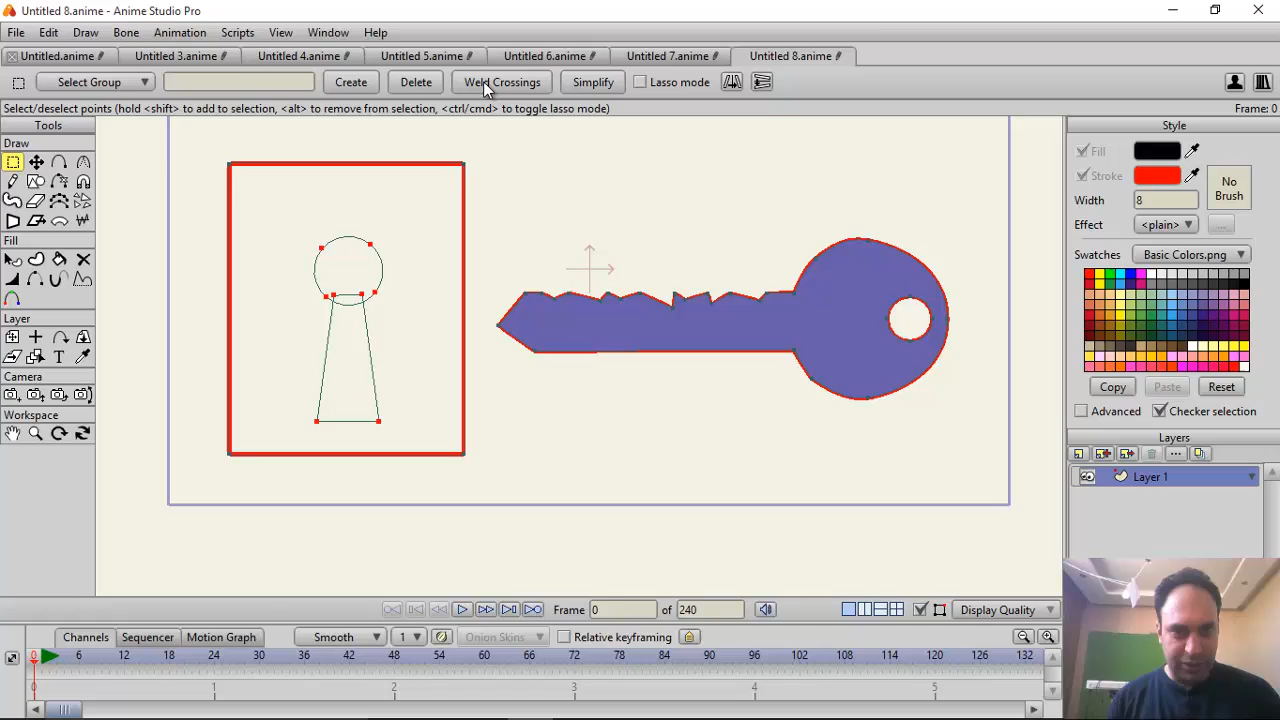 Untitled 8.anime - Anime Studio Pro
File Edit Draw Bone Animation Scripts View Window Help
Untitled.anime Untitled 3.anime Untitled 4.anime Untitled 5.anime Untitled 6.anime Untitled 7.anime Untitled 8.anime
Select Group Create Delete Weld Crossings Simplify Lasso mode
Select/deselect points (hold <shift> to add to selection, <alt> to remove from selection, <ctrl/cmd> to toggle lasso mode) Frame: 0
Tools
Draw
Fill
Layer
Camera
Workspace
Style
Fill
Stroke
No
Brush
Width 8
Effect <plain> ...
Swatches Basic Colors.png
Copy Paste Reset
Advanced Checker selection
Layers
Layer 1
Frame 0 of 240 Display Quality
Channels Sequencer Motion Graph Smooth 1 Onion Skins Relative keyframing
0 6 12 18 24 30 36 42 48 54 60 66 72 78 84 90 96 102 108 114 120 126 132
0 1 2 3 4 5